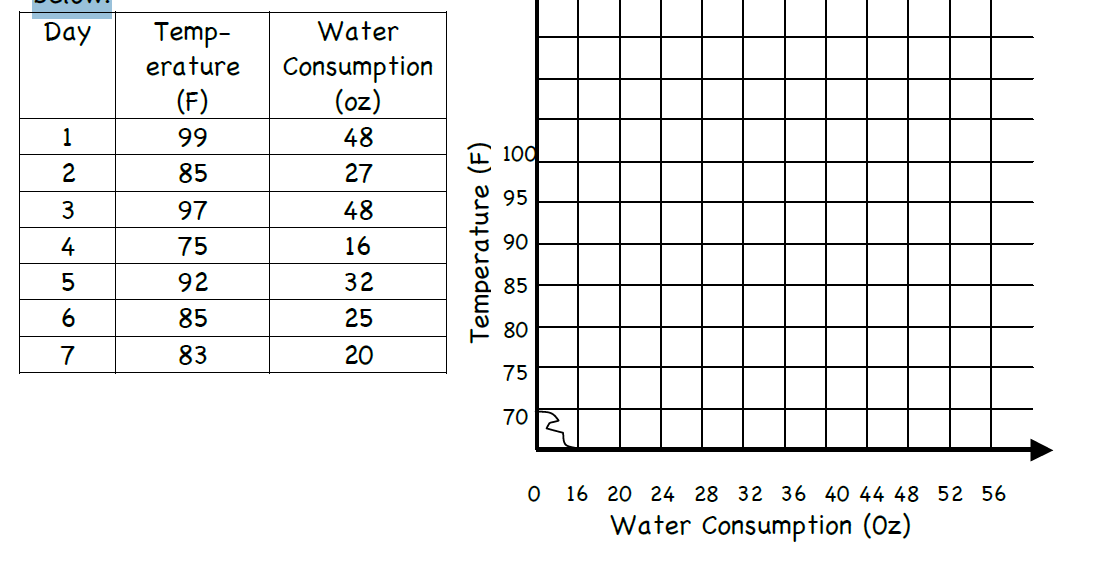 below.
Day Temp- Water
erature Consumption
(F) (oz)
1 99 48
2 85 27
3 97 48
4 75 16
5 92 32
6 85 25
7 83 20
Temperature (F)
100
95
90
85
80
75
70
0 16 20 24 28 32 36 40 44 48 52 56
Water Consumption (Oz)